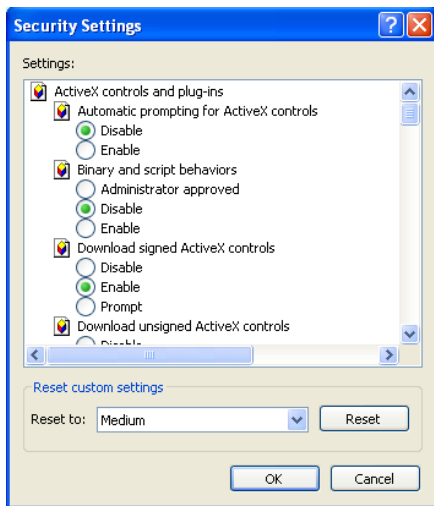 Security Settings
Settings:
ActiveX controls and plug-ins
Automatic prompting for ActiveX controls
Disable
Enable
Binary and script behaviors
Administrator approved
Disable
Enable
Download signed ActiveX controls
Disable
Enable
Prompt
Download unsigned ActiveX controls
Disable
Reset custom settings
Reset to: Medium Reset
OK Cancel